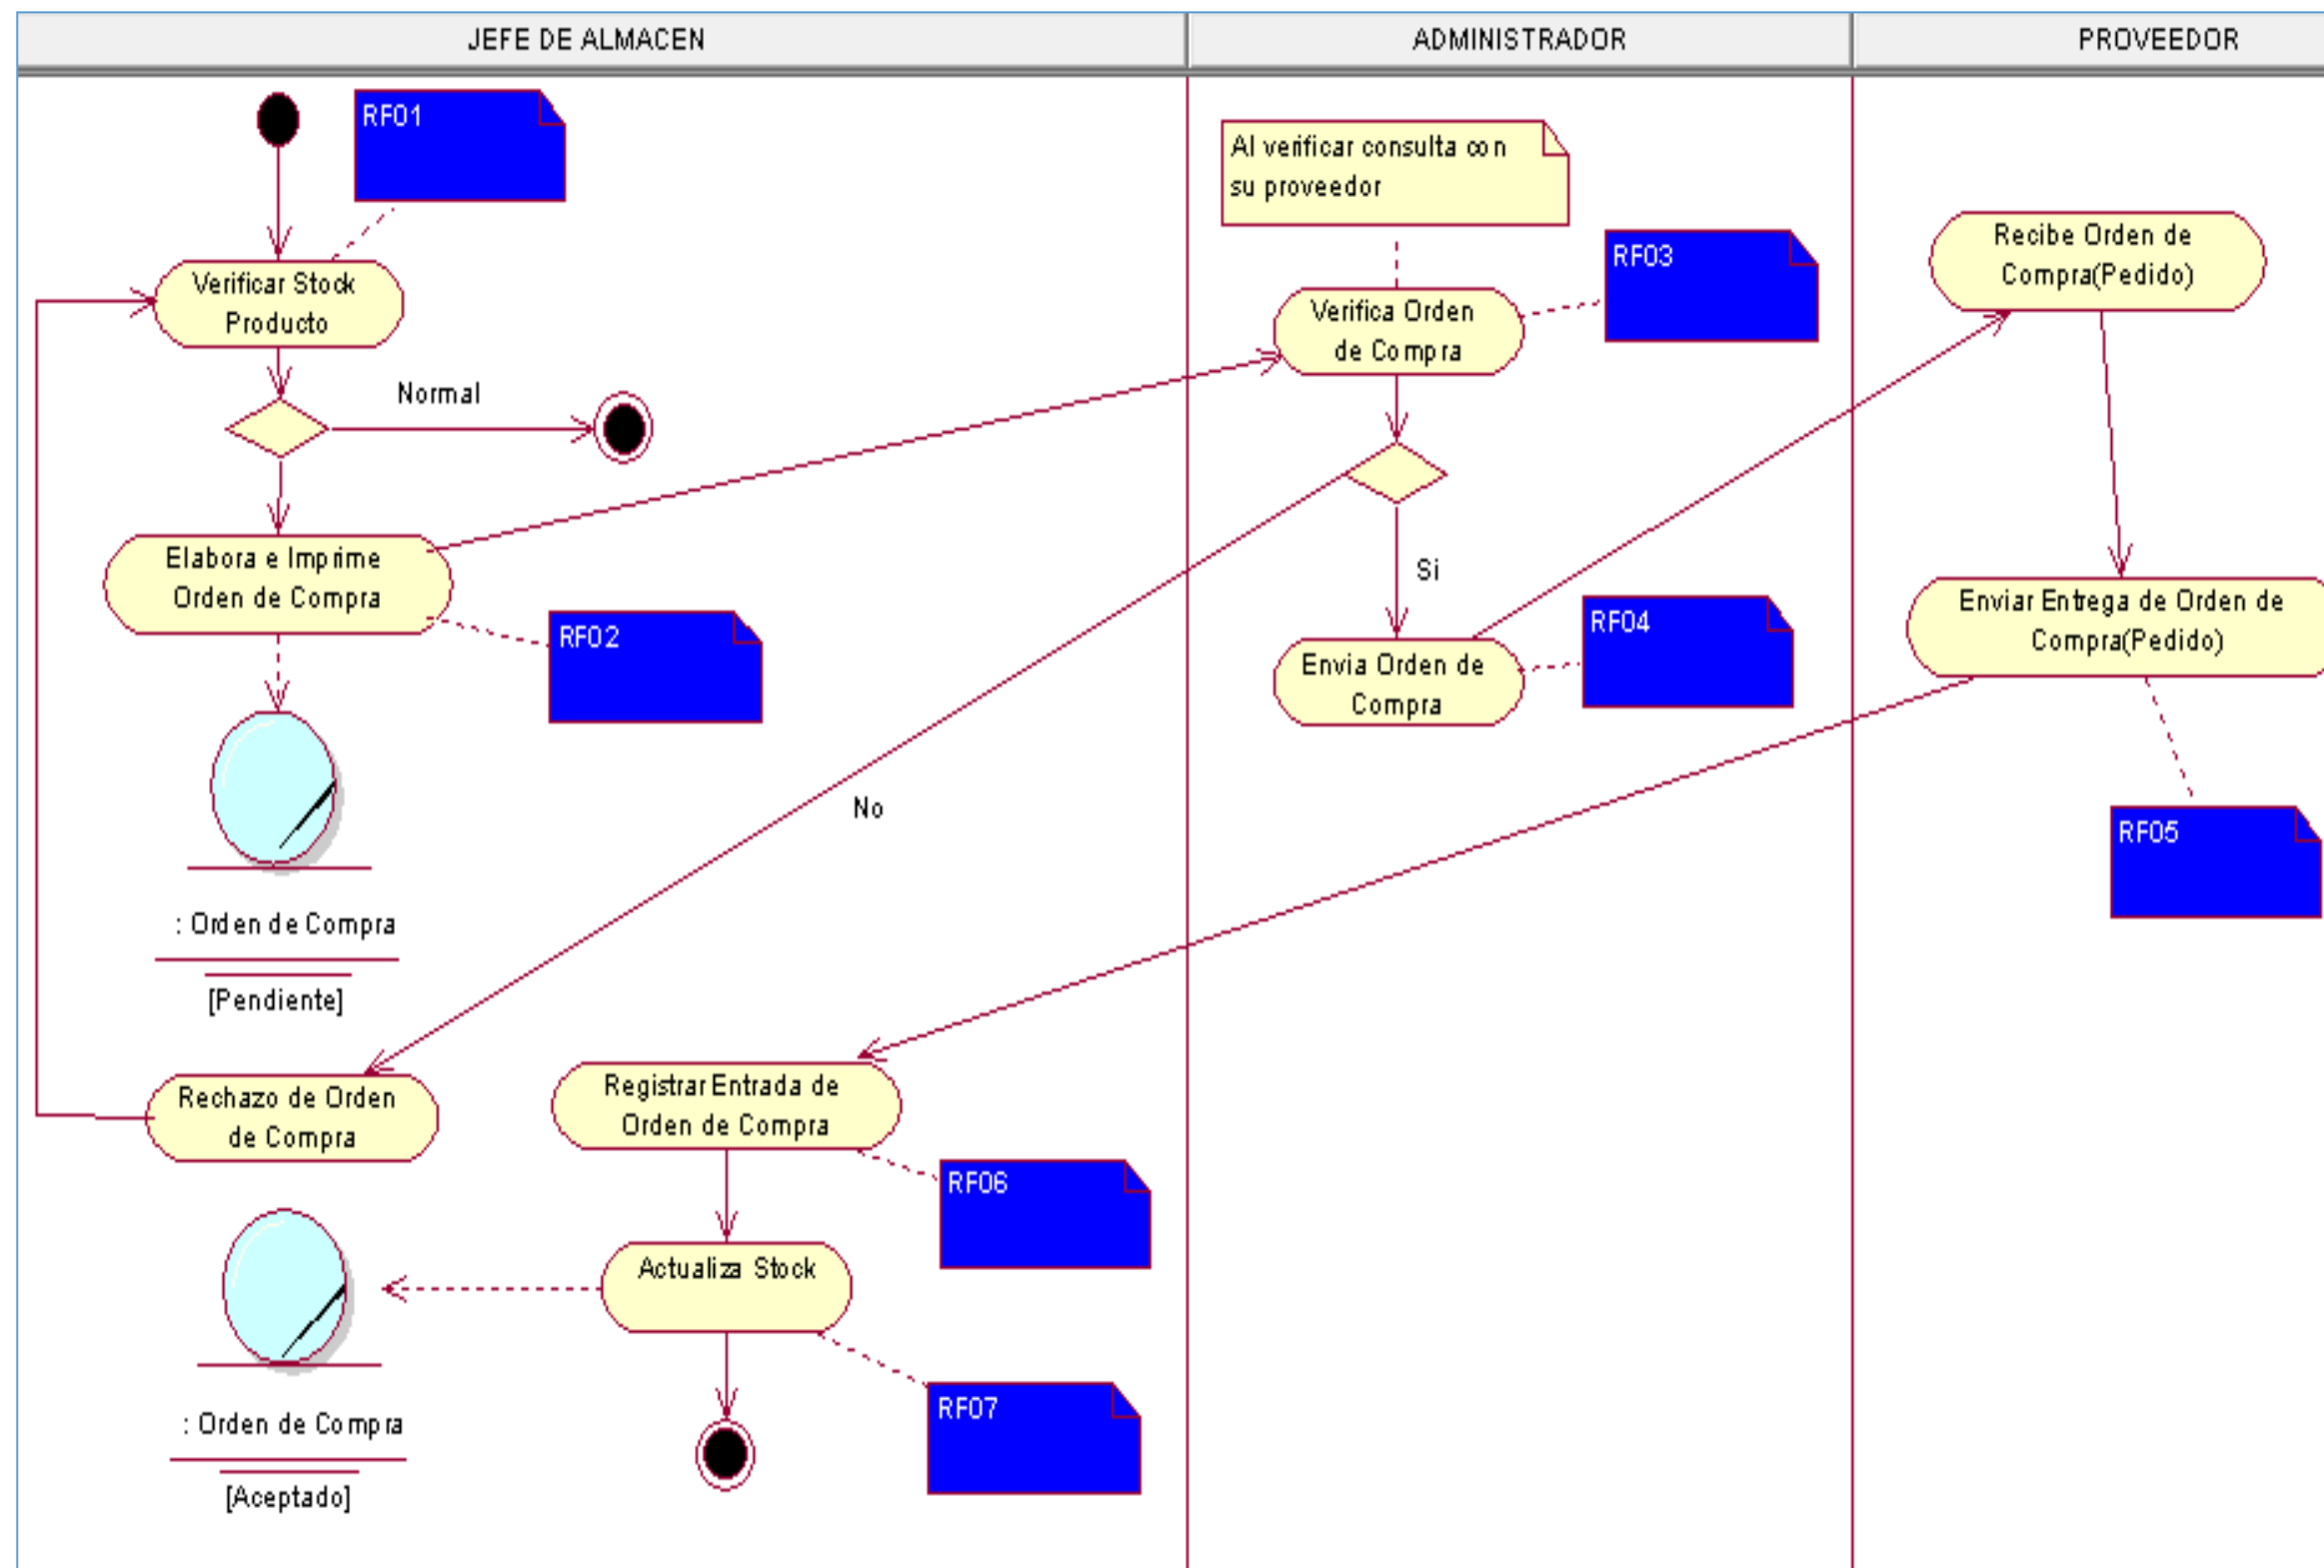 JEFE DE ALMACEN
ADMINISTRADOR
PROVEEDOR
RF01
Verificar Stock
Producto
Normal
Elabora e Imprime
Orden de Compra
RF02
: Orden de Compra
[Pendiente]
Rechazo de Orden
de Compra
No
Registrar Entrada de
Orden de Compra
RF06
Actualiza Stock
RF07
: Orden de Compra
[Aceptado]
Al verificar consulta con
su proveedor
RF03
Verifica Orden
de Compra
Si
RF04
Envia Orden de
Compra
Recibe Orden de
Compra(Pedido)
Enviar Entrega de Orden de
Compra(Pedido)
RF05